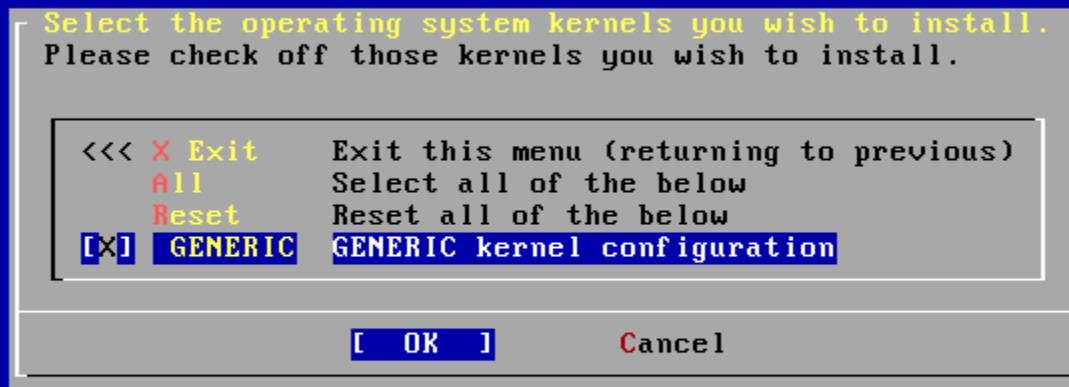 Select the operating system kernels you wish to install.
Please check off those kernels you wish to install.
<<< X Exit Exit this menu (returning to previous)
All Select all of the below
Reset Reset all of the below
[X] GENERIC GENERIC kernel configuration
[ OK ] Cancel